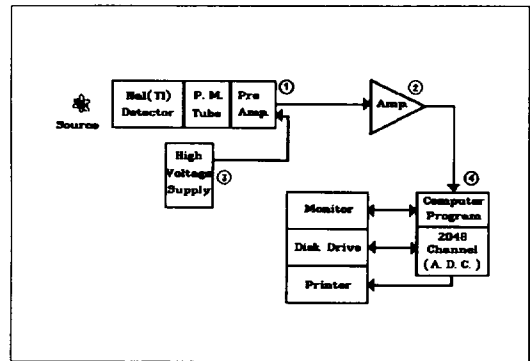 Source
NaI(Tl)
Detector
P. M.
Tube
Pre
Amp.
①
Amp.
②
High
Voltage
Supply
③
④
Computer
Program
2048
Channel
(A. D. C.)
Monitor
Disk Drive
Printer